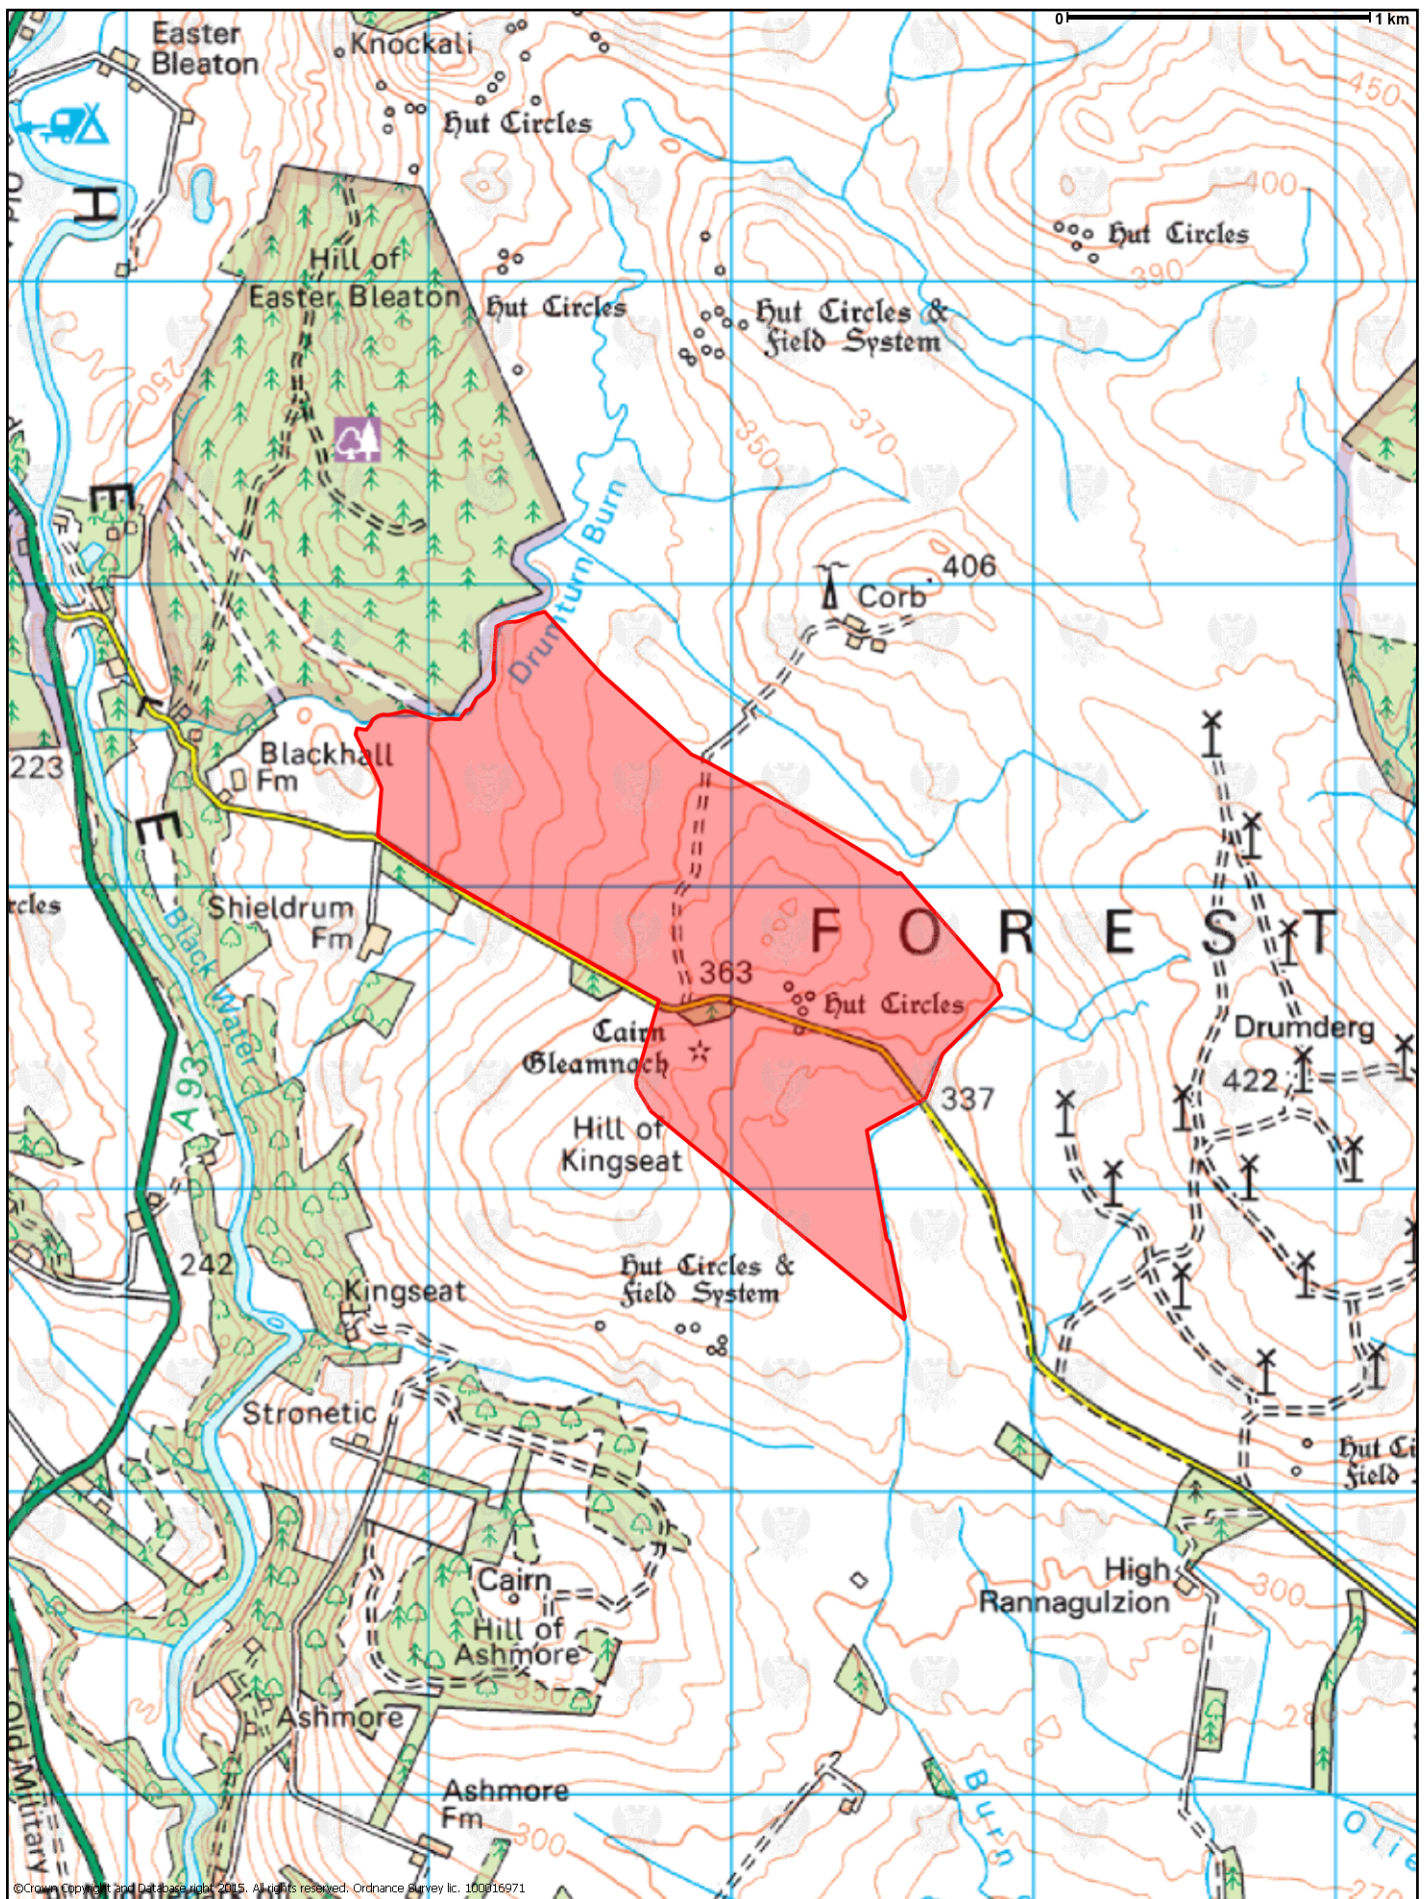 0
1 km
Easter
Bleaton
Knockali
450
Hut Circles
H
400
Hut Circles
390
Hill of
Easter Bleaton
Hut Circles
Hut Circles &
Field System
250
320
350
370
E
Drumturn Burn
406
Corb
L
223
Blackhall
Fm
E
Shieldrum
Fm
F O R E S T
Black Water
363
Hut Circles
Cairn
Gleamnach
Drumderg
422
A 93
337
Hill of
Kingseat
242
Hut Circles &
Field System
Kingseat
Stronetic
Hut Ci
Field
High
Rannagulzion
300
Cairn
Hill of
Ashmore
350
280
Ashmore
Old Military
Ashmore
Fm
Burn
Olie
300
270
©Crown Copyright and Database right 2015. All rights reserved. Ordnance Survey lic. 100016971